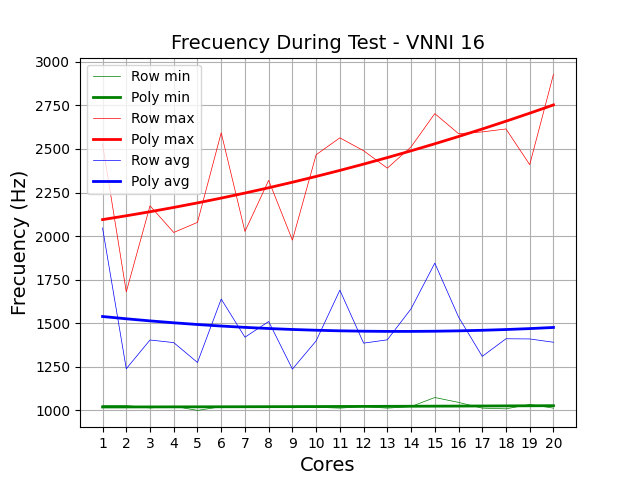 Frecuency During Test - VNNI 16
Row min
Poly min
Row max
Poly max
Row avg
Poly avg
3000
2750
2500
2250
2000
1750
1500
1250
1000
Frecuency (Hz)
1 2 3 4 5 6 7 8 9 10 11 12 13 14 15 16 17 18 19 20
Cores